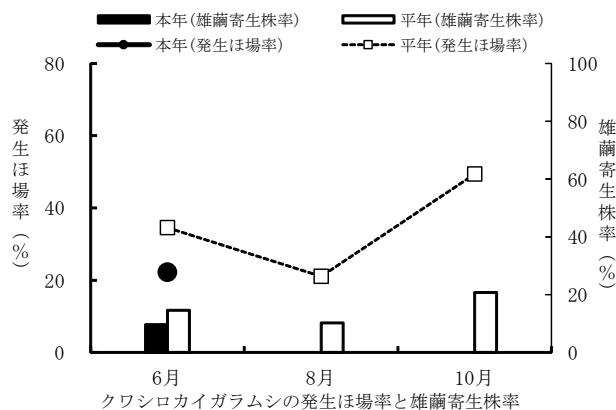 本年(雄繭寄生株率) 平年(雄繭寄生株率)
本年(発生ほ場率) 平年(発生ほ場率)
80 100
80
60
60
40
40
20
20
0 0
発生ほ場率(%)
雄繭寄生株率(%)
6月 8月 10月
クワシロカイガラムシの発生ほ場率と雄繭寄生株率